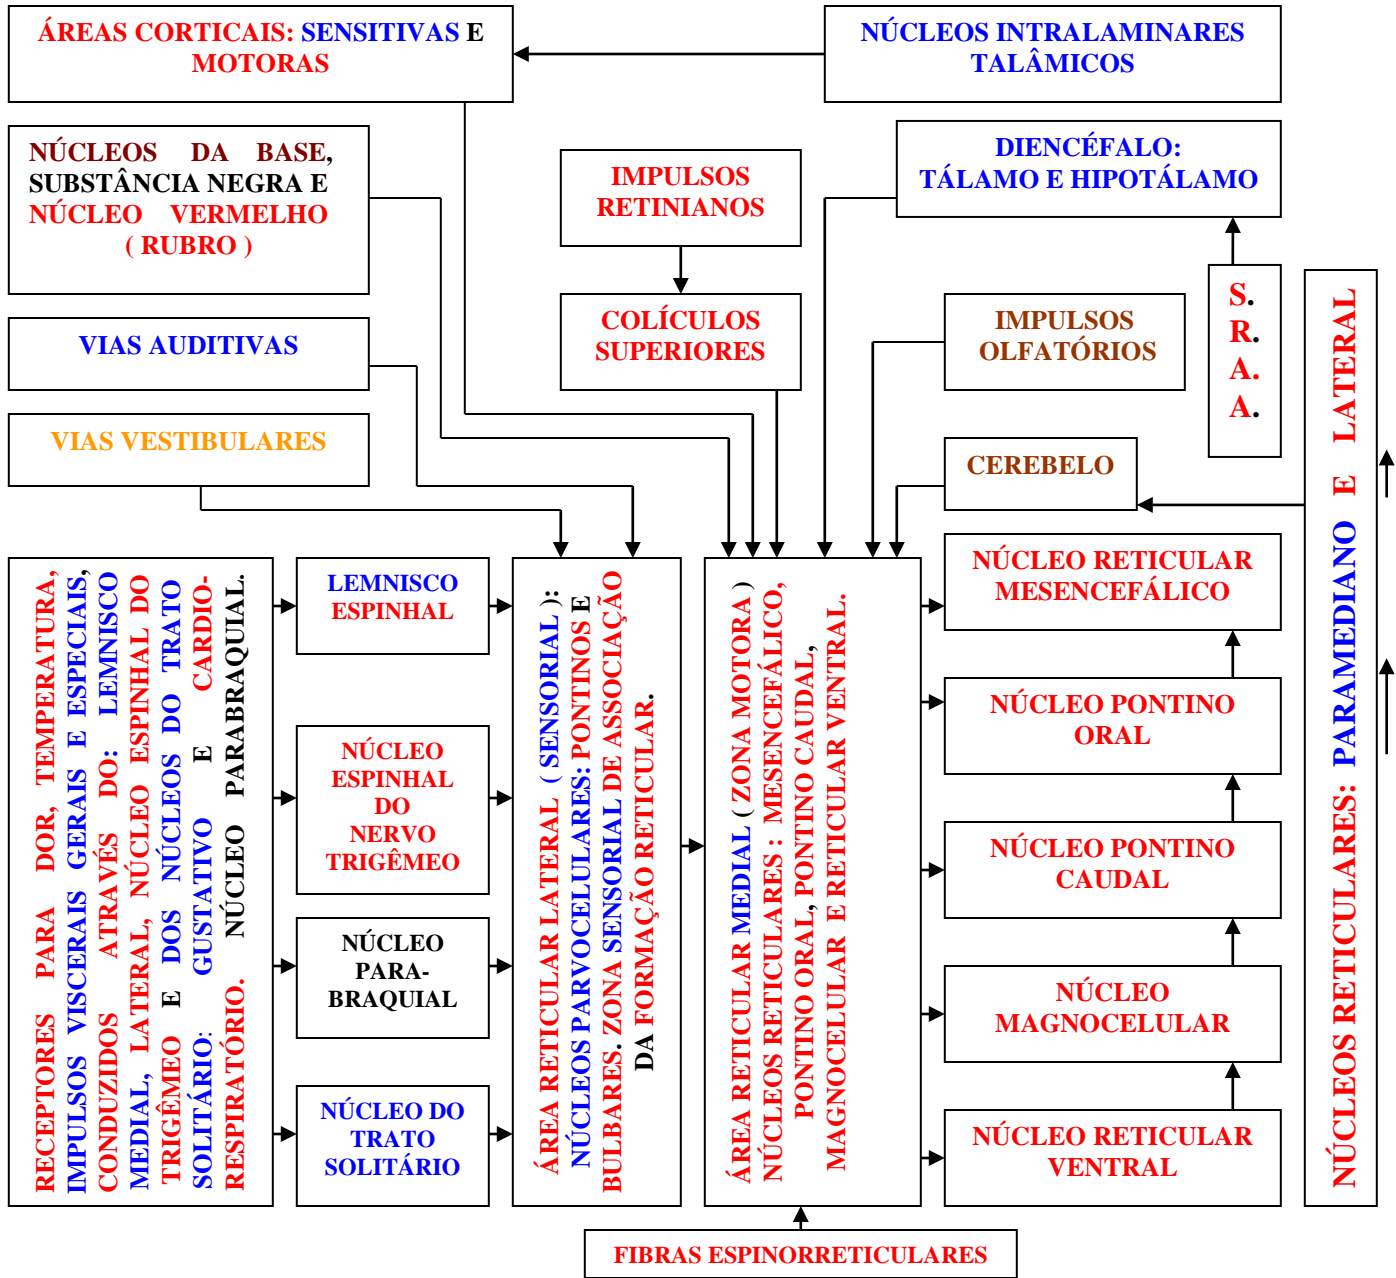 ÁREAS CORTICAIS: SENSITIVAS E
MOTORAS
NÚCLEOS INTRALAMINARES
TALÂMICOS
NÚCLEOS DA BASE,
SUBSTÂNCIA NEGRA E
NÚCLEO VERMELHO
( RUBRO )
IMPULSOS
RETINIANOS
DIENCÉFALO:
TÁLAMO E HIPOTÁLAMO
VIAS AUDITIVAS
COLÍCULOS
SUPERIORES
IMPULSOS
OLFATÓRIOS
S.
R.
A.
A.
VIAS VESTIBULARES
CEREBELO
RECEPTORES PARA DOR, TEMPERATURA,
IMPULSOS VISCERAIS GERAIS E ESPECIAIS,
CONDUZIDOS ATRAVÉS DO: LEMNISCO
MEDIAL, LATERAL, NÚCLEO ESPINHAL DO
TRIGÊMEO E DOS NÚCLEOS DO TRATO
SOLITÁRIO: GUSTATIVO E CARDIO-
RESPIRATÓRIO. NÚCLEO PARABRAQUIAL.
LEMNISCO
ESPINHAL
NÚCLEO
ESPINHAL
DO
NERVO
TRIGÊMEO
NÚCLEO
PARA-
BRAQUIAL
NÚCLEO DO
TRATO
SOLITÁRIO
ÁREA RETICULAR LATERAL ( SENSORIAL ):
NÚCLEOS PARVOCELULARES: PONTINOS E
BULBARES. ZONA SENSORIAL DE ASSOCIAÇÃO
DA FORMAÇÃO RETICULAR.
ÁREA RETICULAR MEDIAL ( ZONA MOTORA )
NÚCLEOS RETICULARES : MESENCEFÁLICO,
PONTINO ORAL, PONTINO CAUDAL,
MAGNOCELULAR E RETICULAR VENTRAL.
NÚCLEO RETICULAR
MESENCEFÁLICO
NÚCLEO PONTINO
ORAL
NÚCLEO PONTINO
CAUDAL
NÚCLEO
MAGNOCELULAR
NÚCLEO RETICULAR
VENTRAL
NÚCLEOS RETICULARES: PARAMEDIANO E LATERAL
FIBRAS ESPINORRETICULARES